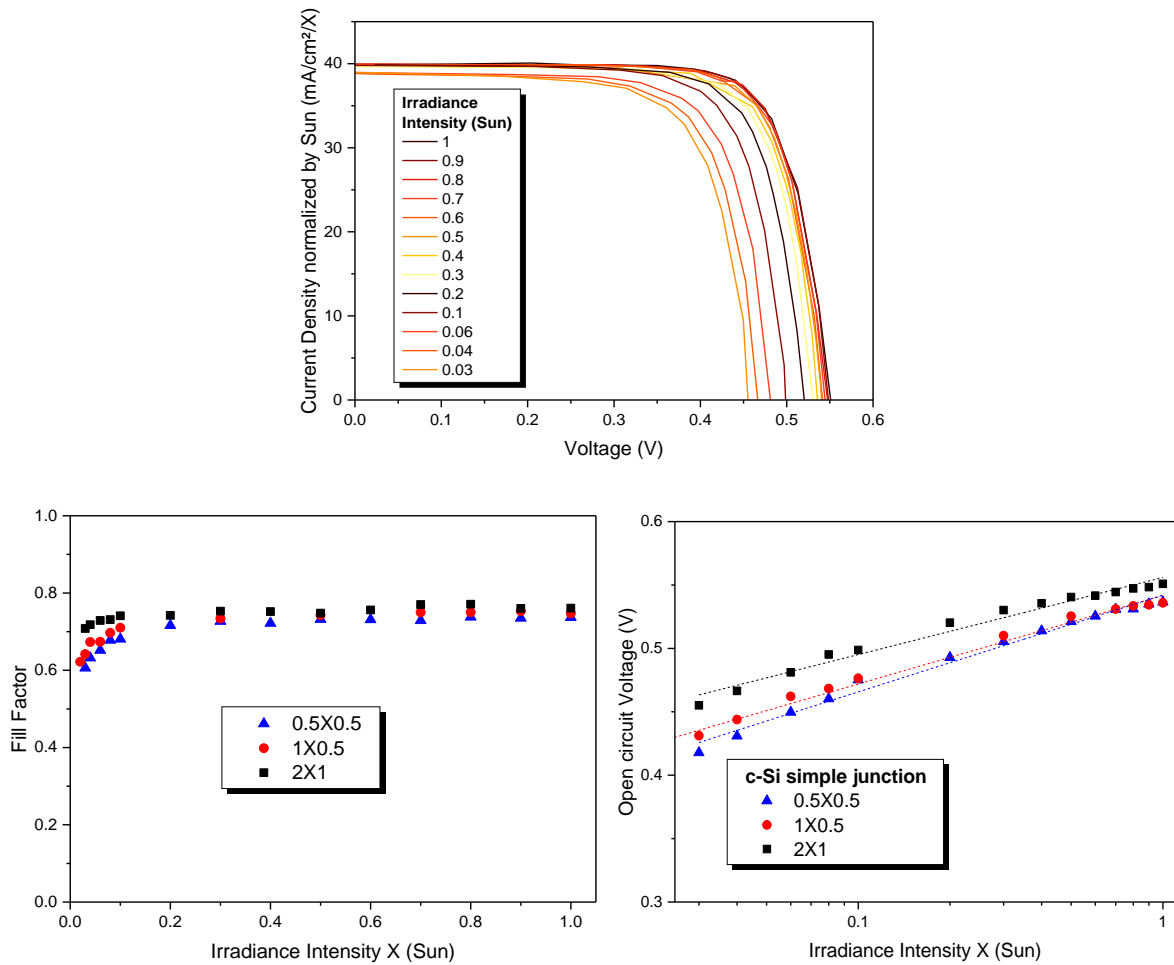 Current Density normalized by Sun (mA/cm²/X)
40
30
20
10
0
Irradiance
Intensity (Sun)
1
0.9
0.8
0.7
0.6
0.5
0.4
0.3
0.2
0.1
0.06
0.04
0.03
0.0 0.1 0.2 0.3 0.4 0.5 0.6
Voltage (V)
Fill Factor
1.0
0.8
0.6
0.4
0.2
0.0
0.5X0.5
1X0.5
2X1
0.0 0.2 0.4 0.6 0.8 1.0
Irradiance Intensity X (Sun)
Open circuit Voltage (V)
0.6
0.5
0.4
0.3
c-Si simple junction
0.5X0.5
1X0.5
2X1
0.1 1
Irradiance Intensity X (Sun)